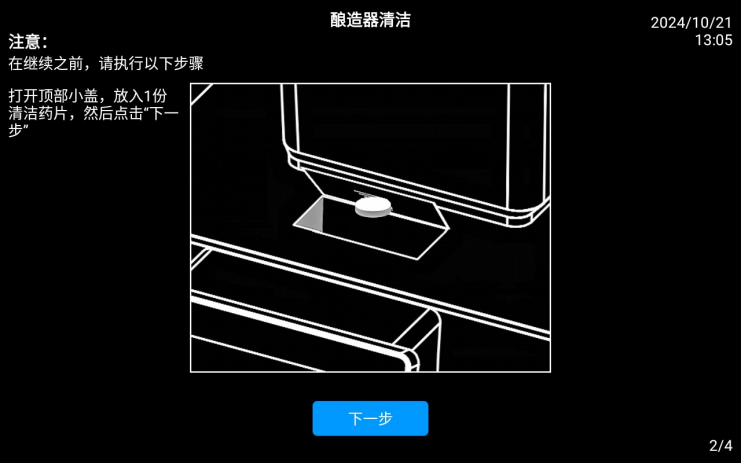 酿造器清洁
2024/10/21
13:05
注意：
在继续之前，请执行以下步骤
打开顶部小盖，放入1份
清洁药片，然后点击“下一
步”
下一步
2/4